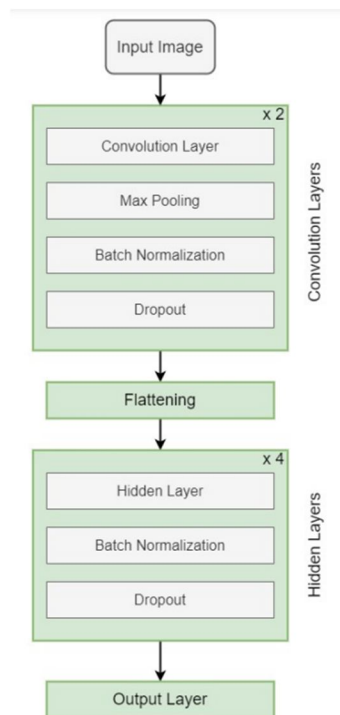 Input Image
x 2
Convolution Layer
Max Pooling
Batch Normalization
Dropout
Convolution Layers
Flattening
x 4
Hidden Layer
Batch Normalization
Dropout
Hidden Layers
Output Layer